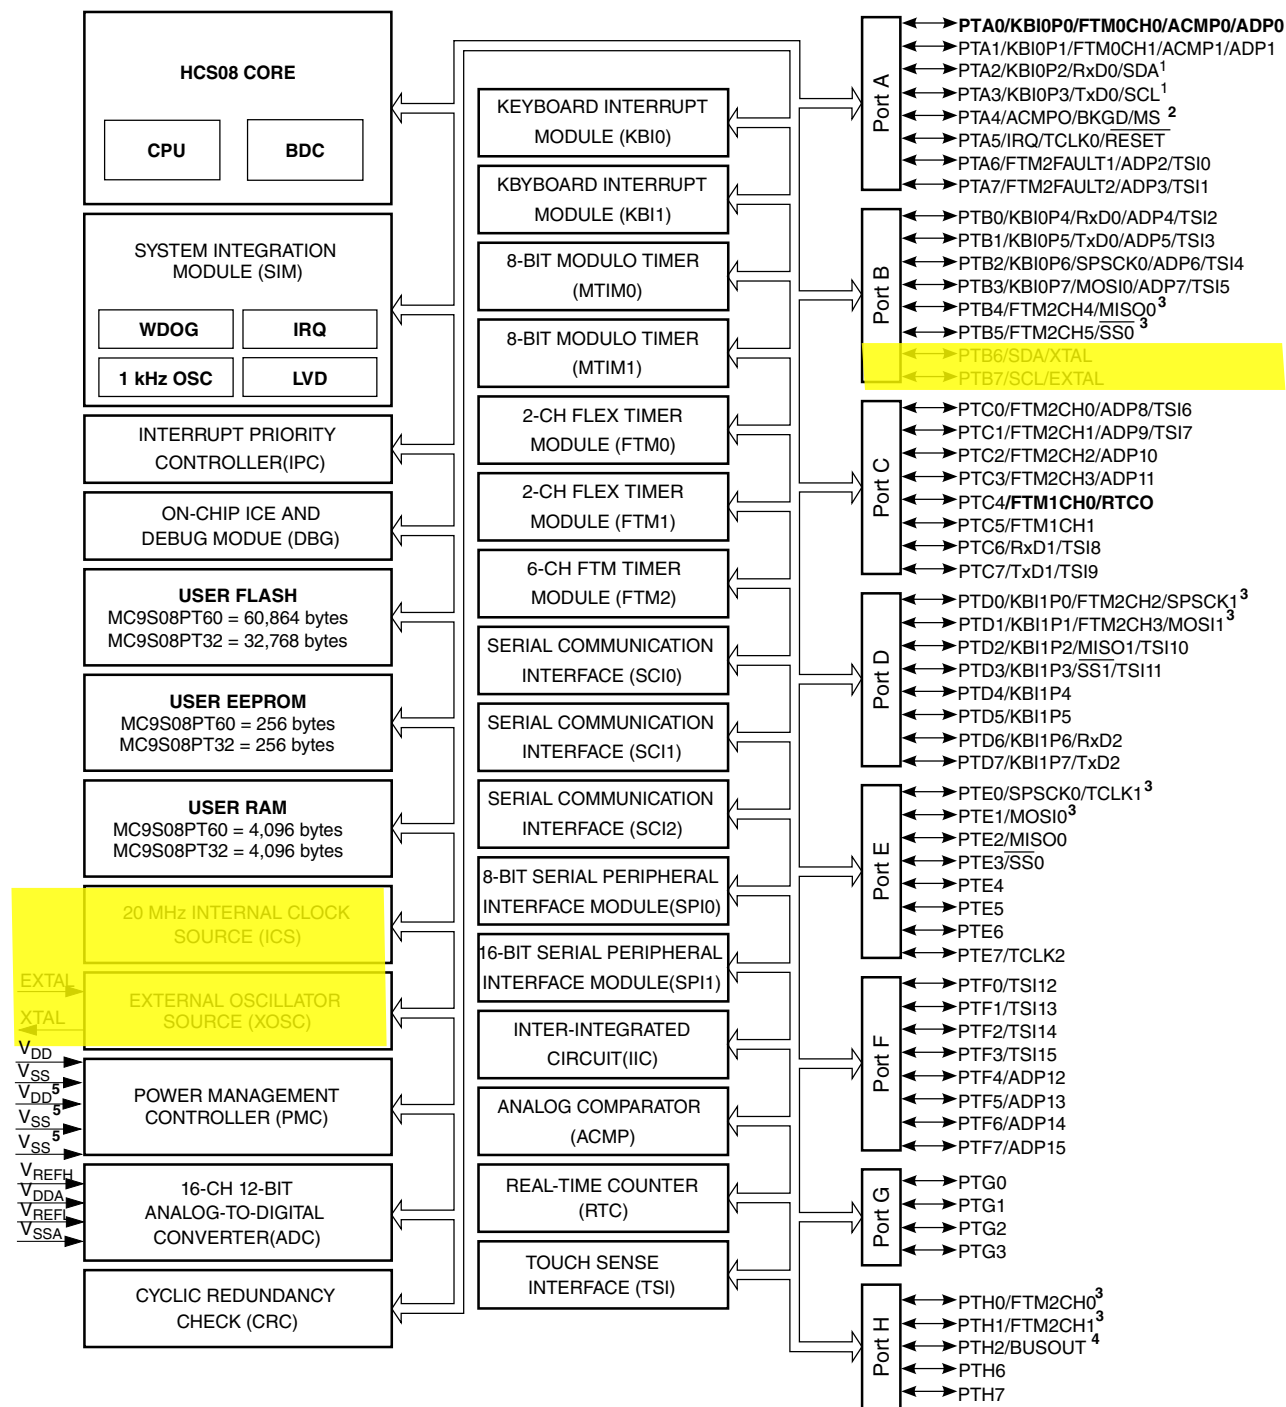 HCS08 CORE
CPU
BDC
SYSTEM INTEGRATION
MODULE (SIM)
WDOG
IRQ
1 kHz OSC
LVD
INTERRUPT PRIORITY
CONTROLLER(IPC)
ON-CHIP ICE AND
DEBUG MODUE (DBG)
USER FLASH
MC9S08PT60 = 60,864 bytes
MC9S08PT32 = 32,768 bytes
USER EEPROM
MC9S08PT60 = 256 bytes
MC9S08PT32 = 256 bytes
USER RAM
MC9S08PT60 = 4,096 bytes
MC9S08PT32 = 4,096 bytes
20 MHz INTERNAL CLOCK
SOURCE (ICS)
EXTAL
XTAL
EXTERNAL OSCILLATOR
SOURCE (XOSC)
VDD
VSS
VDD5
VSS5
VSS5
POWER MANAGEMENT
CONTROLLER (PMC)
VREFH
VDDA
VREFL
VSSA
16-CH 12-BIT
ANALOG-TO-DIGITAL
CONVERTER(ADC)
CYCLIC REDUNDANCY
CHECK (CRC)
KEYBOARD INTERRUPT
MODULE (KBI0)
KBYBOARD INTERRUPT
MODULE (KBI1)
8-BIT MODULO TIMER
(MTIM0)
8-BIT MODULO TIMER
(MTIM1)
2-CH FLEX TIMER
MODULE (FTM0)
2-CH FLEX TIMER
MODULE (FTM1)
6-CH FTM TIMER
MODULE (FTM2)
SERIAL COMMUNICATION
INTERFACE (SCI0)
SERIAL COMMUNICATION
INTERFACE (SCI1)
SERIAL COMMUNICATION
INTERFACE (SCI2)
8-BIT SERIAL PERIPHERAL
INTERFACE MODULE(SPI0)
16-BIT SERIAL PERIPHERAL
INTERFACE MODULE(SPI1)
INTER-INTEGRATED
CIRCUIT(IIC)
ANALOG COMPARATOR
(ACMP)
REAL-TIME COUNTER
(RTC)
TOUCH SENSE
INTERFACE (TSI)
Port A
PTA0/KBI0P0/FTM0CH0/ACMP0/ADP0
PTA1/KBI0P1/FTM0CH1/ACMP1/ADP1
PTA2/KBI0P2/RxD0/SDA1
PTA3/KBI0P3/TxD0/SCL1
PTA4/ACMPO/BKGD/MS 2
PTA5/IRQ/TCLK0/RESET
PTA6/FTM2FAULT1/ADP2/TSI0
PTA7/FTM2FAULT2/ADP3/TSI1
Port B
PTB0/KBI0P4/RxD0/ADP4/TSI2
PTB1/KBI0P5/TxD0/ADP5/TSI3
PTB2/KBI0P6/SPSCK0/ADP6/TSI4
PTB3/KBI0P7/MOSI0/ADP7/TSI5
PTB4/FTM2CH4/MISO03
PTB5/FTM2CH5/SS0 3
PTB6/SDA/XTAL
PTB7/SCL/EXTAL
Port C
PTC0/FTM2CH0/ADP8/TSI6
PTC1/FTM2CH1/ADP9/TSI7
PTC2/FTM2CH2/ADP10
PTC3/FTM2CH3/ADP11
PTC4/FTM1CH0/RTCO
PTC5/FTM1CH1
PTC6/RxD1/TSI8
PTC7/TxD1/TSI9
Port D
PTD0/KBI1P0/FTM2CH2/SPSCK13
PTD1/KBI1P1/FTM2CH3/MOSI13
PTD2/KBI1P2/MISO1/TSI10
PTD3/KBI1P3/SS1/TSI11
PTD4/KBI1P4
PTD5/KBI1P5
PTD6/KBI1P6/RxD2
PTD7/KBI1P7/TxD2
Port E
PTE0/SPSCK0/TCLK13
PTE1/MOSI03
PTE2/MISO0
PTE3/SS0
PTE4
PTE5
PTE6
PTE7/TCLK2
Port F
PTF0/TSI12
PTF1/TSI13
PTF2/TSI14
PTF3/TSI15
PTF4/ADP12
PTF5/ADP13
PTF6/ADP14
PTF7/ADP15
Port G
PTG0
PTG1
PTG2
PTG3
Port H
PTH0/FTM2CH03
PTH1/FTM2CH13
PTH2/BUSOUT 4
PTH6
PTH7